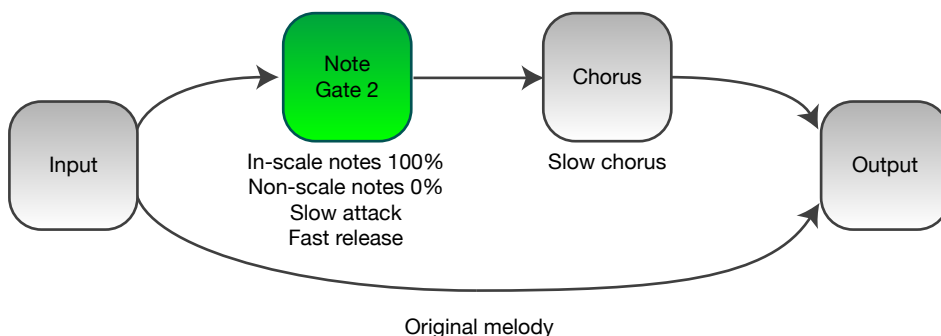 Input
Note
Gate 2
In-scale notes 100%
Non-scale notes 0%
Slow attack
Fast release
Chorus
Slow chorus
Output
Original melody